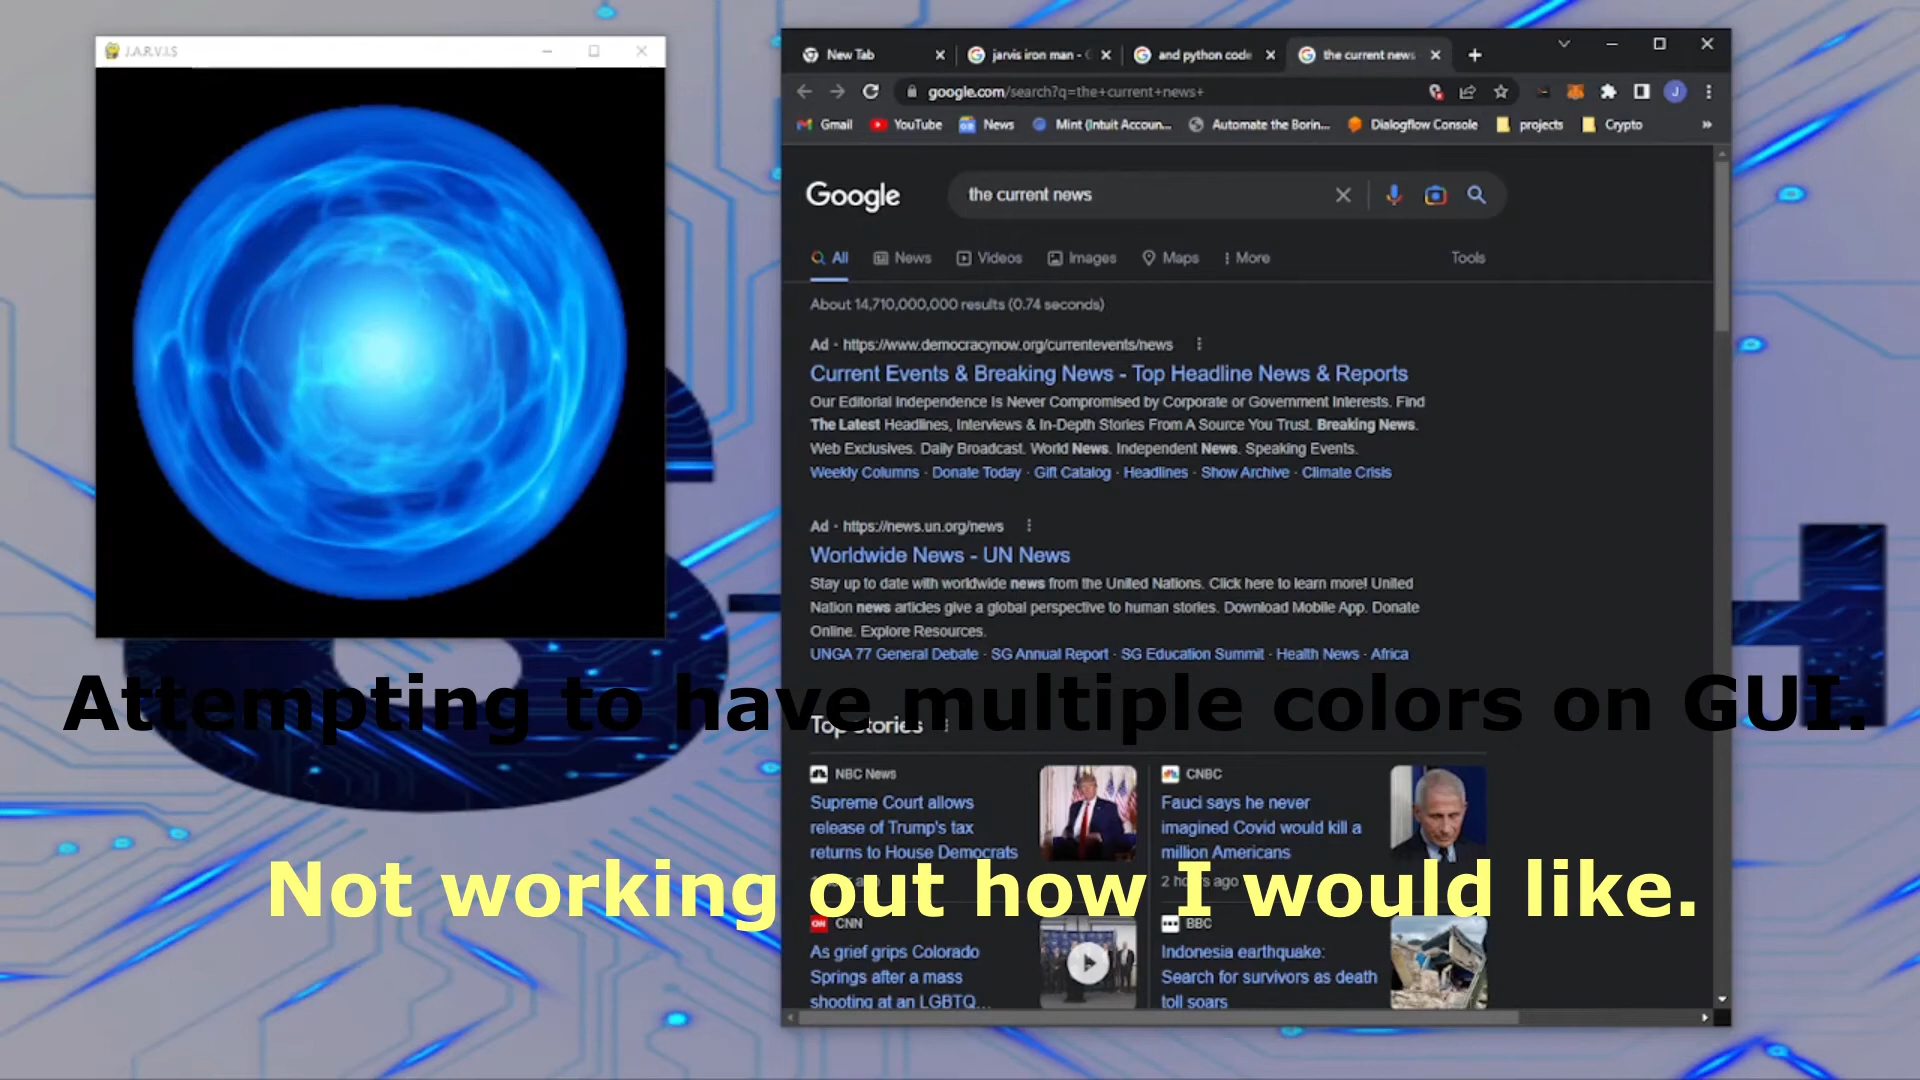 J.A.R.V.I.S
New Tab
jarvis iron man -
and python code
the current news
google.com/search?q=the+current+news+
J
Gmail
YouTube
News
Mint (Intuit Accoun...
Automate the Borin...
Dialogflow Console
projects
Crypto
»
Google
the current news
All
News
Videos
Images
Maps
More
Tools
About 14,710,000,000 results (0.74 seconds)
Ad · https://www.democracynow.org/currentevents/news
Current Events & Breaking News - Top Headline News & Reports
Our Editorial Independence Is Never Compromised by Corporate or Government Interests. Find
The Latest Headlines, Interviews & In-Depth Stories From A Source You Trust. Breaking News.
Web Exclusives. Daily Broadcast. World News. Independent News. Speaking Events.
Weekly Columns · Donate Today · Gift Catalog · Headlines · Show Archive · Climate Crisis
Ad · https://news.un.org/news
Worldwide News - UN News
Stay up to date with worldwide news from the United Nations. Click here to learn more! United
Nation news articles give a global perspective to human stories. Download Mobile App. Donate
Online. Explore Resources.
UNGA 77 General Debate · SG Annual Report · SG Education Summit · Health News · Africa
Attempting to have multiple colors on GUI.
Top stories
NBC News
Supreme Court allows
release of Trump's tax
returns to House Democrats
CNBC
Fauci says he never
imagined Covid would kill a
million Americans
2 hours ago
Not working out how I would like.
CNN
CNN
As grief grips Colorado
Springs after a mass
shooting at an LGBTQ...
BBC
Indonesia earthquake:
Search for survivors as death
toll soars